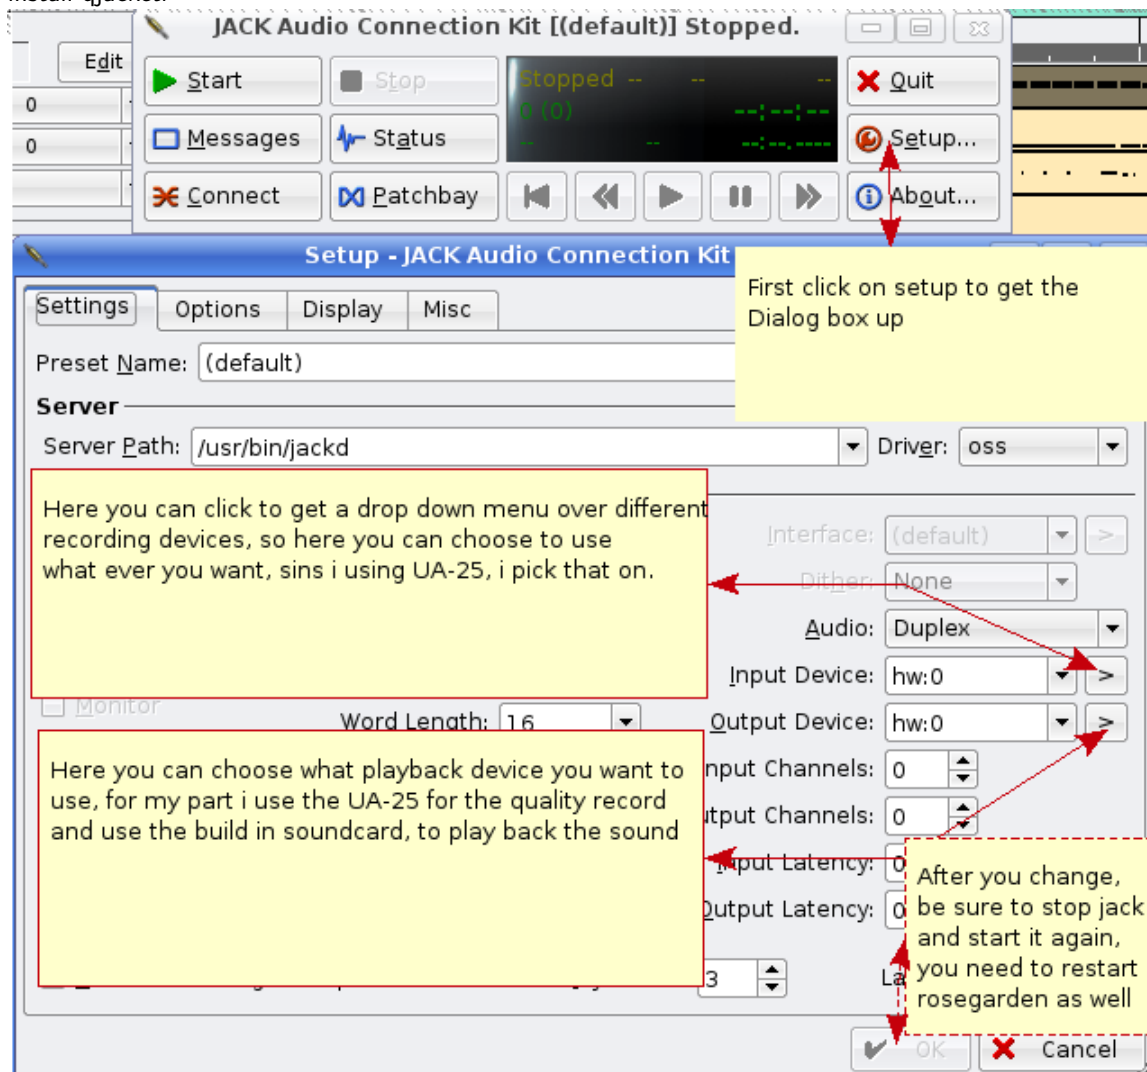 JACK Audio Connection Kit [(default)] Stopped.
Edit
Start
Stop
Stopped -- -- --
Quit
0
0 (0) --:--:--
Messages
Status
-- -- --:--.----
Setup...
0
Connect
Patchbay
About...
Setup - JACK Audio Connection Kit
First click on setup to get the
Dialog box up
Settings
Options
Display
Misc
Preset Name: (default)
Server
Server Path: /usr/bin/jackd
Driver: oss
Here you can click to get a drop down menu over different
recording devices, so here you can choose to use
what ever you want, sins i using UA-25, i pick that on.
Interface: (default) >
Dither: None
Audio: Duplex
Input Device: hw:0 >
Monitor
Word Length: 16
Output Device: hw:0 >
Here you can choose what playback device you want to
use, for my part i use the UA-25 for the quality record
and use the build in soundcard, to play back the sound
nput Channels: 0
utput Channels: 0
Input Latency: 0
Output Latency: 0
After you change,
be sure to stop jack
and start it again,
you need to restart
rosegarden as well
3
La
OK
Cancel